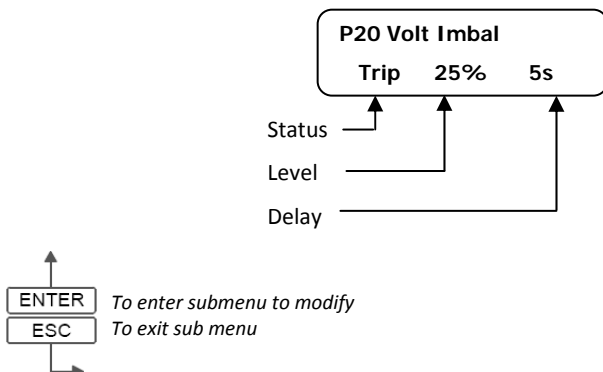 P20 Volt Imbal
Trip 25% 5s
Status
Level
Delay
ENTER To enter submenu to modify
ESC To exit sub menu